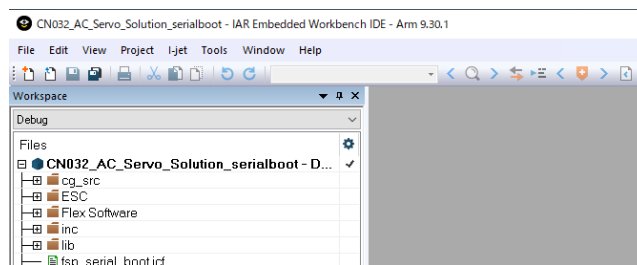 CN032_AC_Servo_Solution_serialboot - IAR Embedded Workbench IDE - Arm 9.30.1
File Edit View Project I-jet Tools Window Help
Workspace
Debug
Files
CN032_AC_Servo_Solution_serialboot - D...
cg_src
ESC
Flex Software
inc
lib
fsp_serial_boot.icf